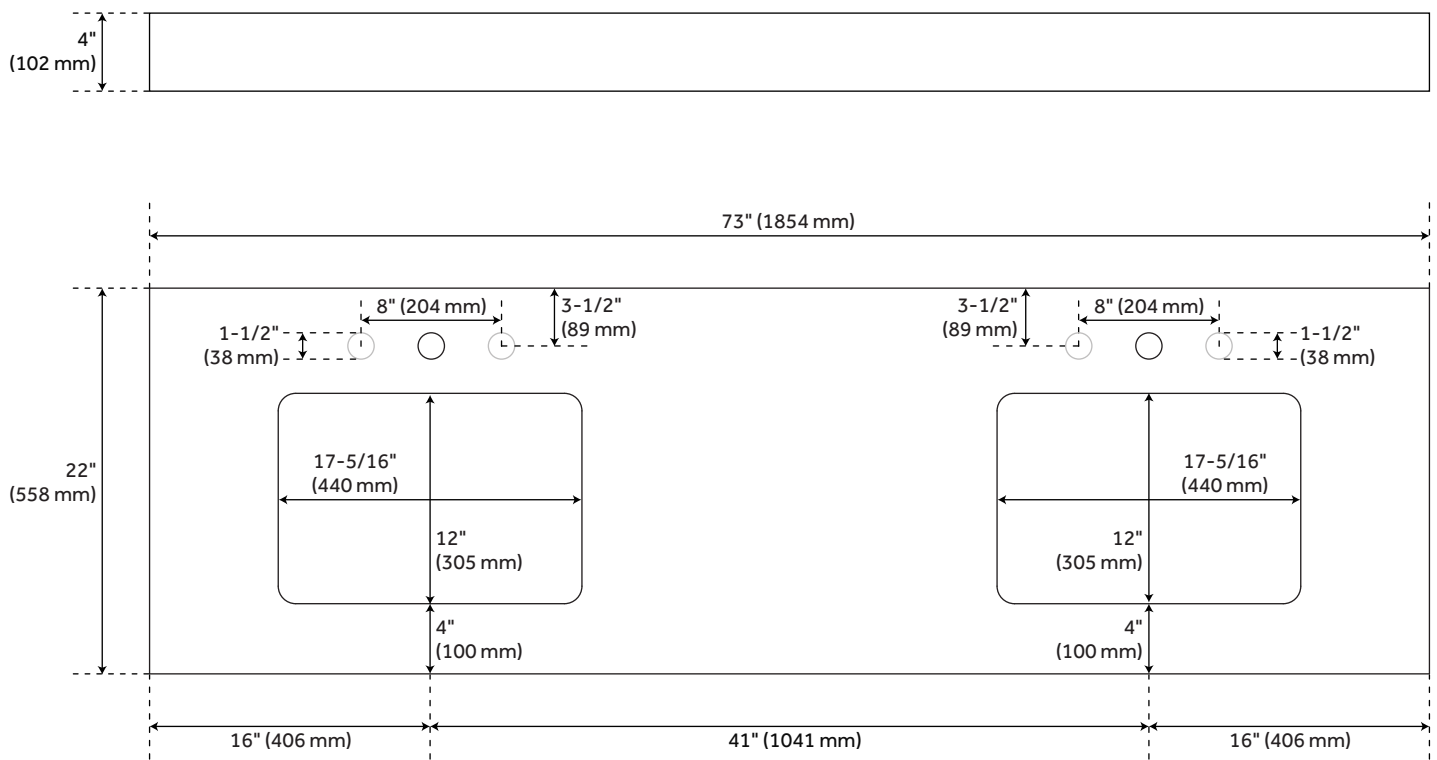 4"
(102 mm)
73" (1854 mm)
8" (204 mm)
3-1/2"
(89 mm)
1-1/2"
(38 mm)
3-1/2"
(89 mm)
8" (204 mm)
1-1/2"
(38 mm)
22"
(558 mm)
17-5/16"
(440 mm)
12"
(305 mm)
4"
(100 mm)
17-5/16"
(440 mm)
12"
(305 mm)
4"
(100 mm)
16" (406 mm)
41" (1041 mm)
16" (406 mm)